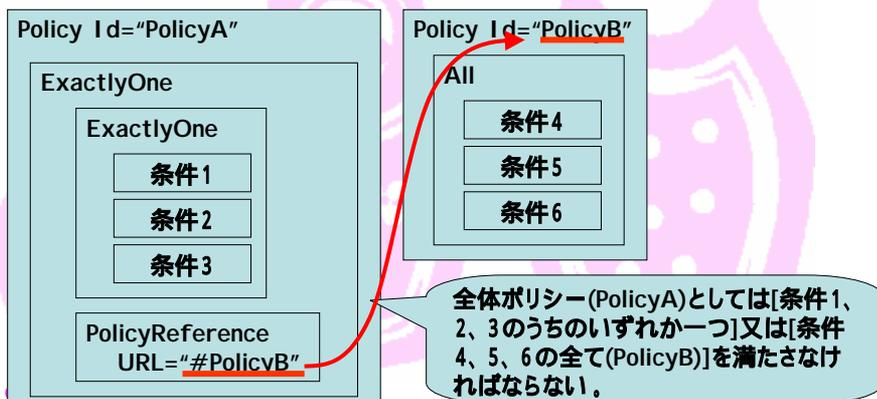 Policy Id=“PolicyA”
ExactlyOne
ExactlyOne
条件1
条件2
条件3
PolicyReference
URL=“#PolicyB”
Policy Id=“PolicyB”
All
条件4
条件5
条件6
全体ポリシー(PolicyA)としては[条件1、
2、3のうちのいずれか一つ]又は[条件
4、5、6の全て(PolicyB)]を満たさなけ
ればならない。